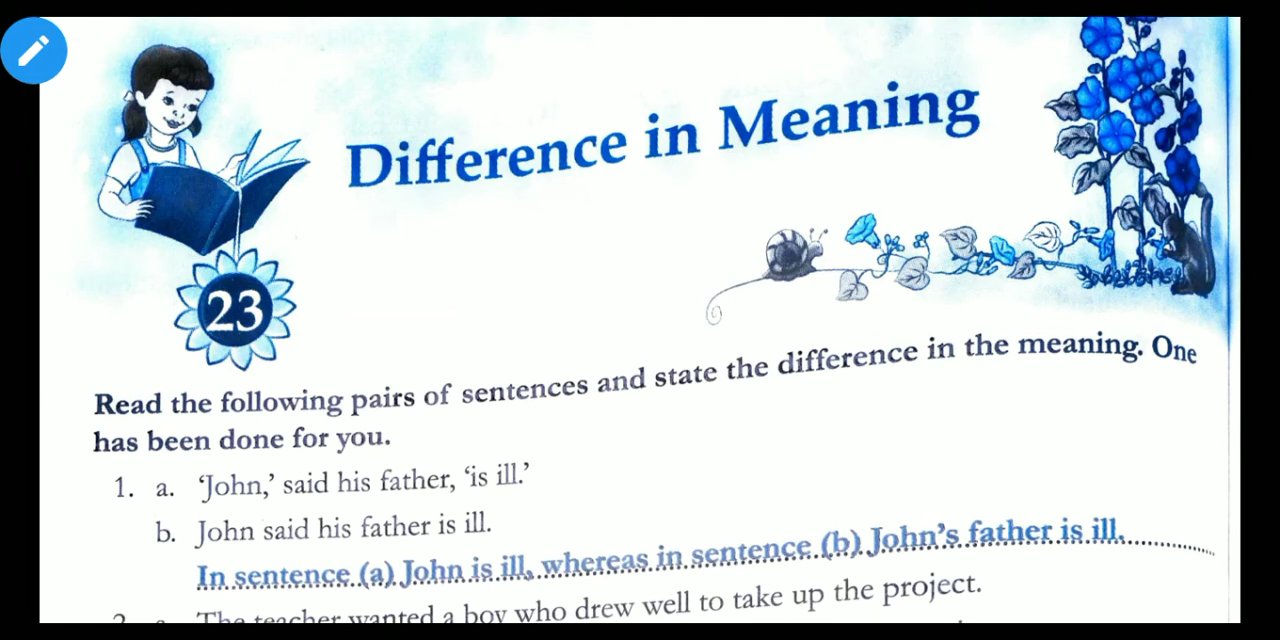 Difference in Meaning
23
Read the following pairs of sentences and state the difference in the meaning. One
has been done for you.
1. a. ‘John,’ said his father, ‘is ill.’
b. John said his father is ill.
In sentence (a) John is ill, whereas in sentence (b) John’s father is ill.
2. a. The teacher wanted a boy who drew well to take up the project.